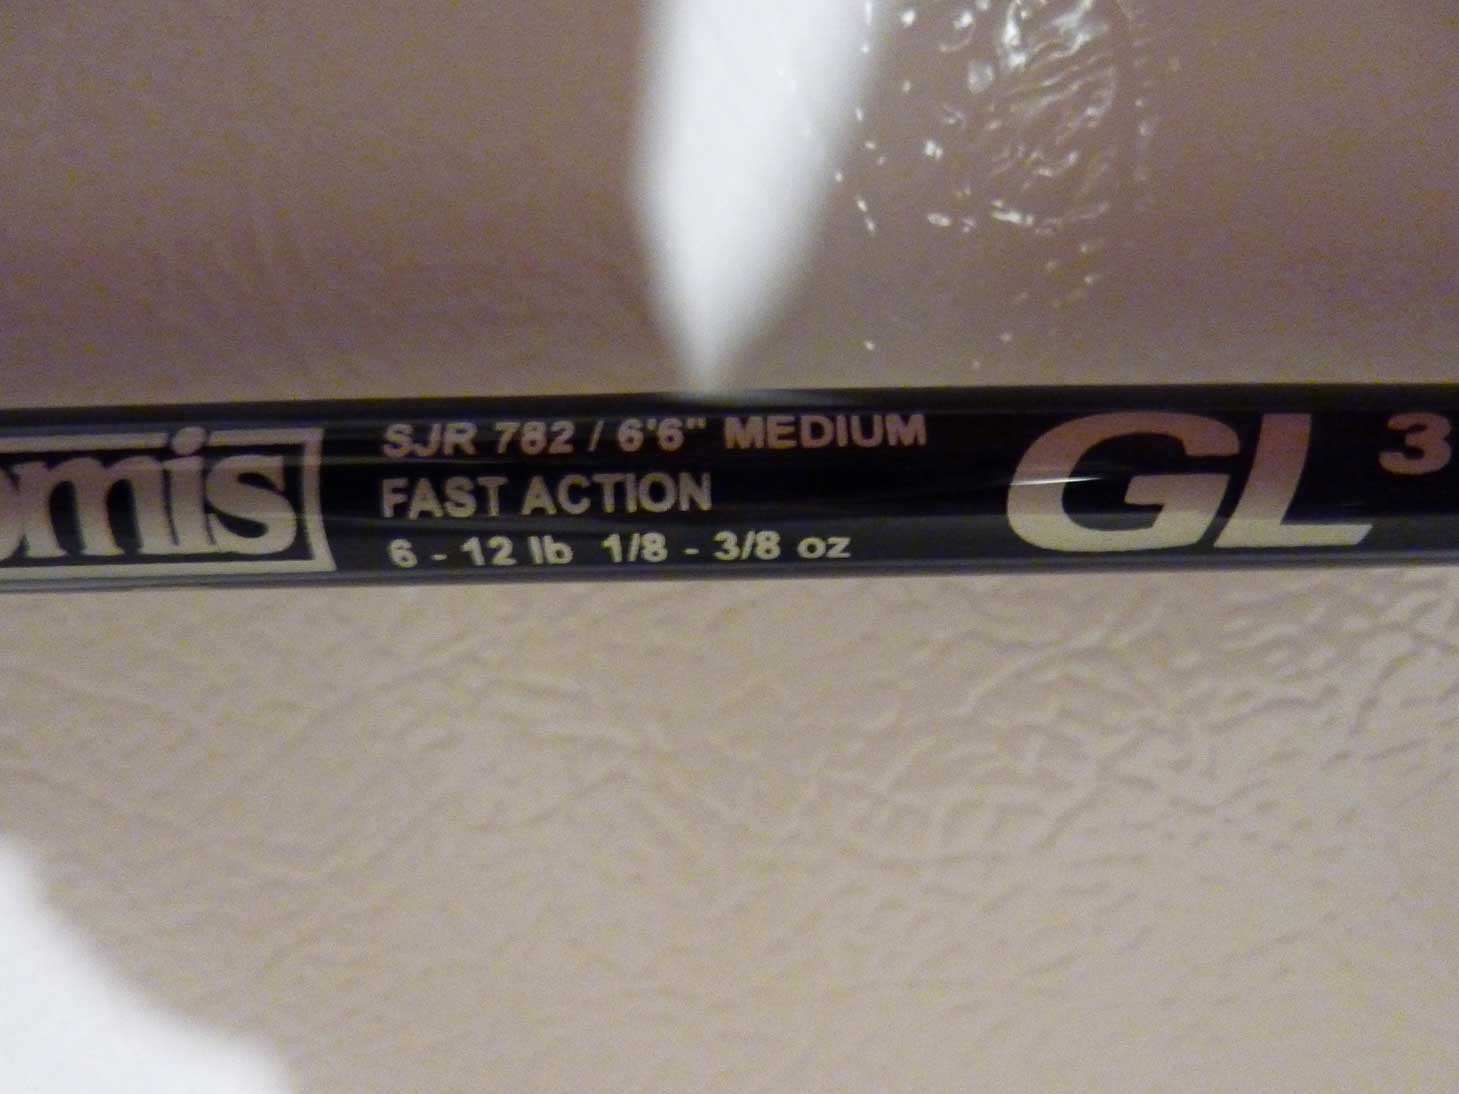 omis
SJR 782 / 6'6" MEDIUM
FAST ACTION
6 - 12 lb 1/8 - 3/8 oz
GL3